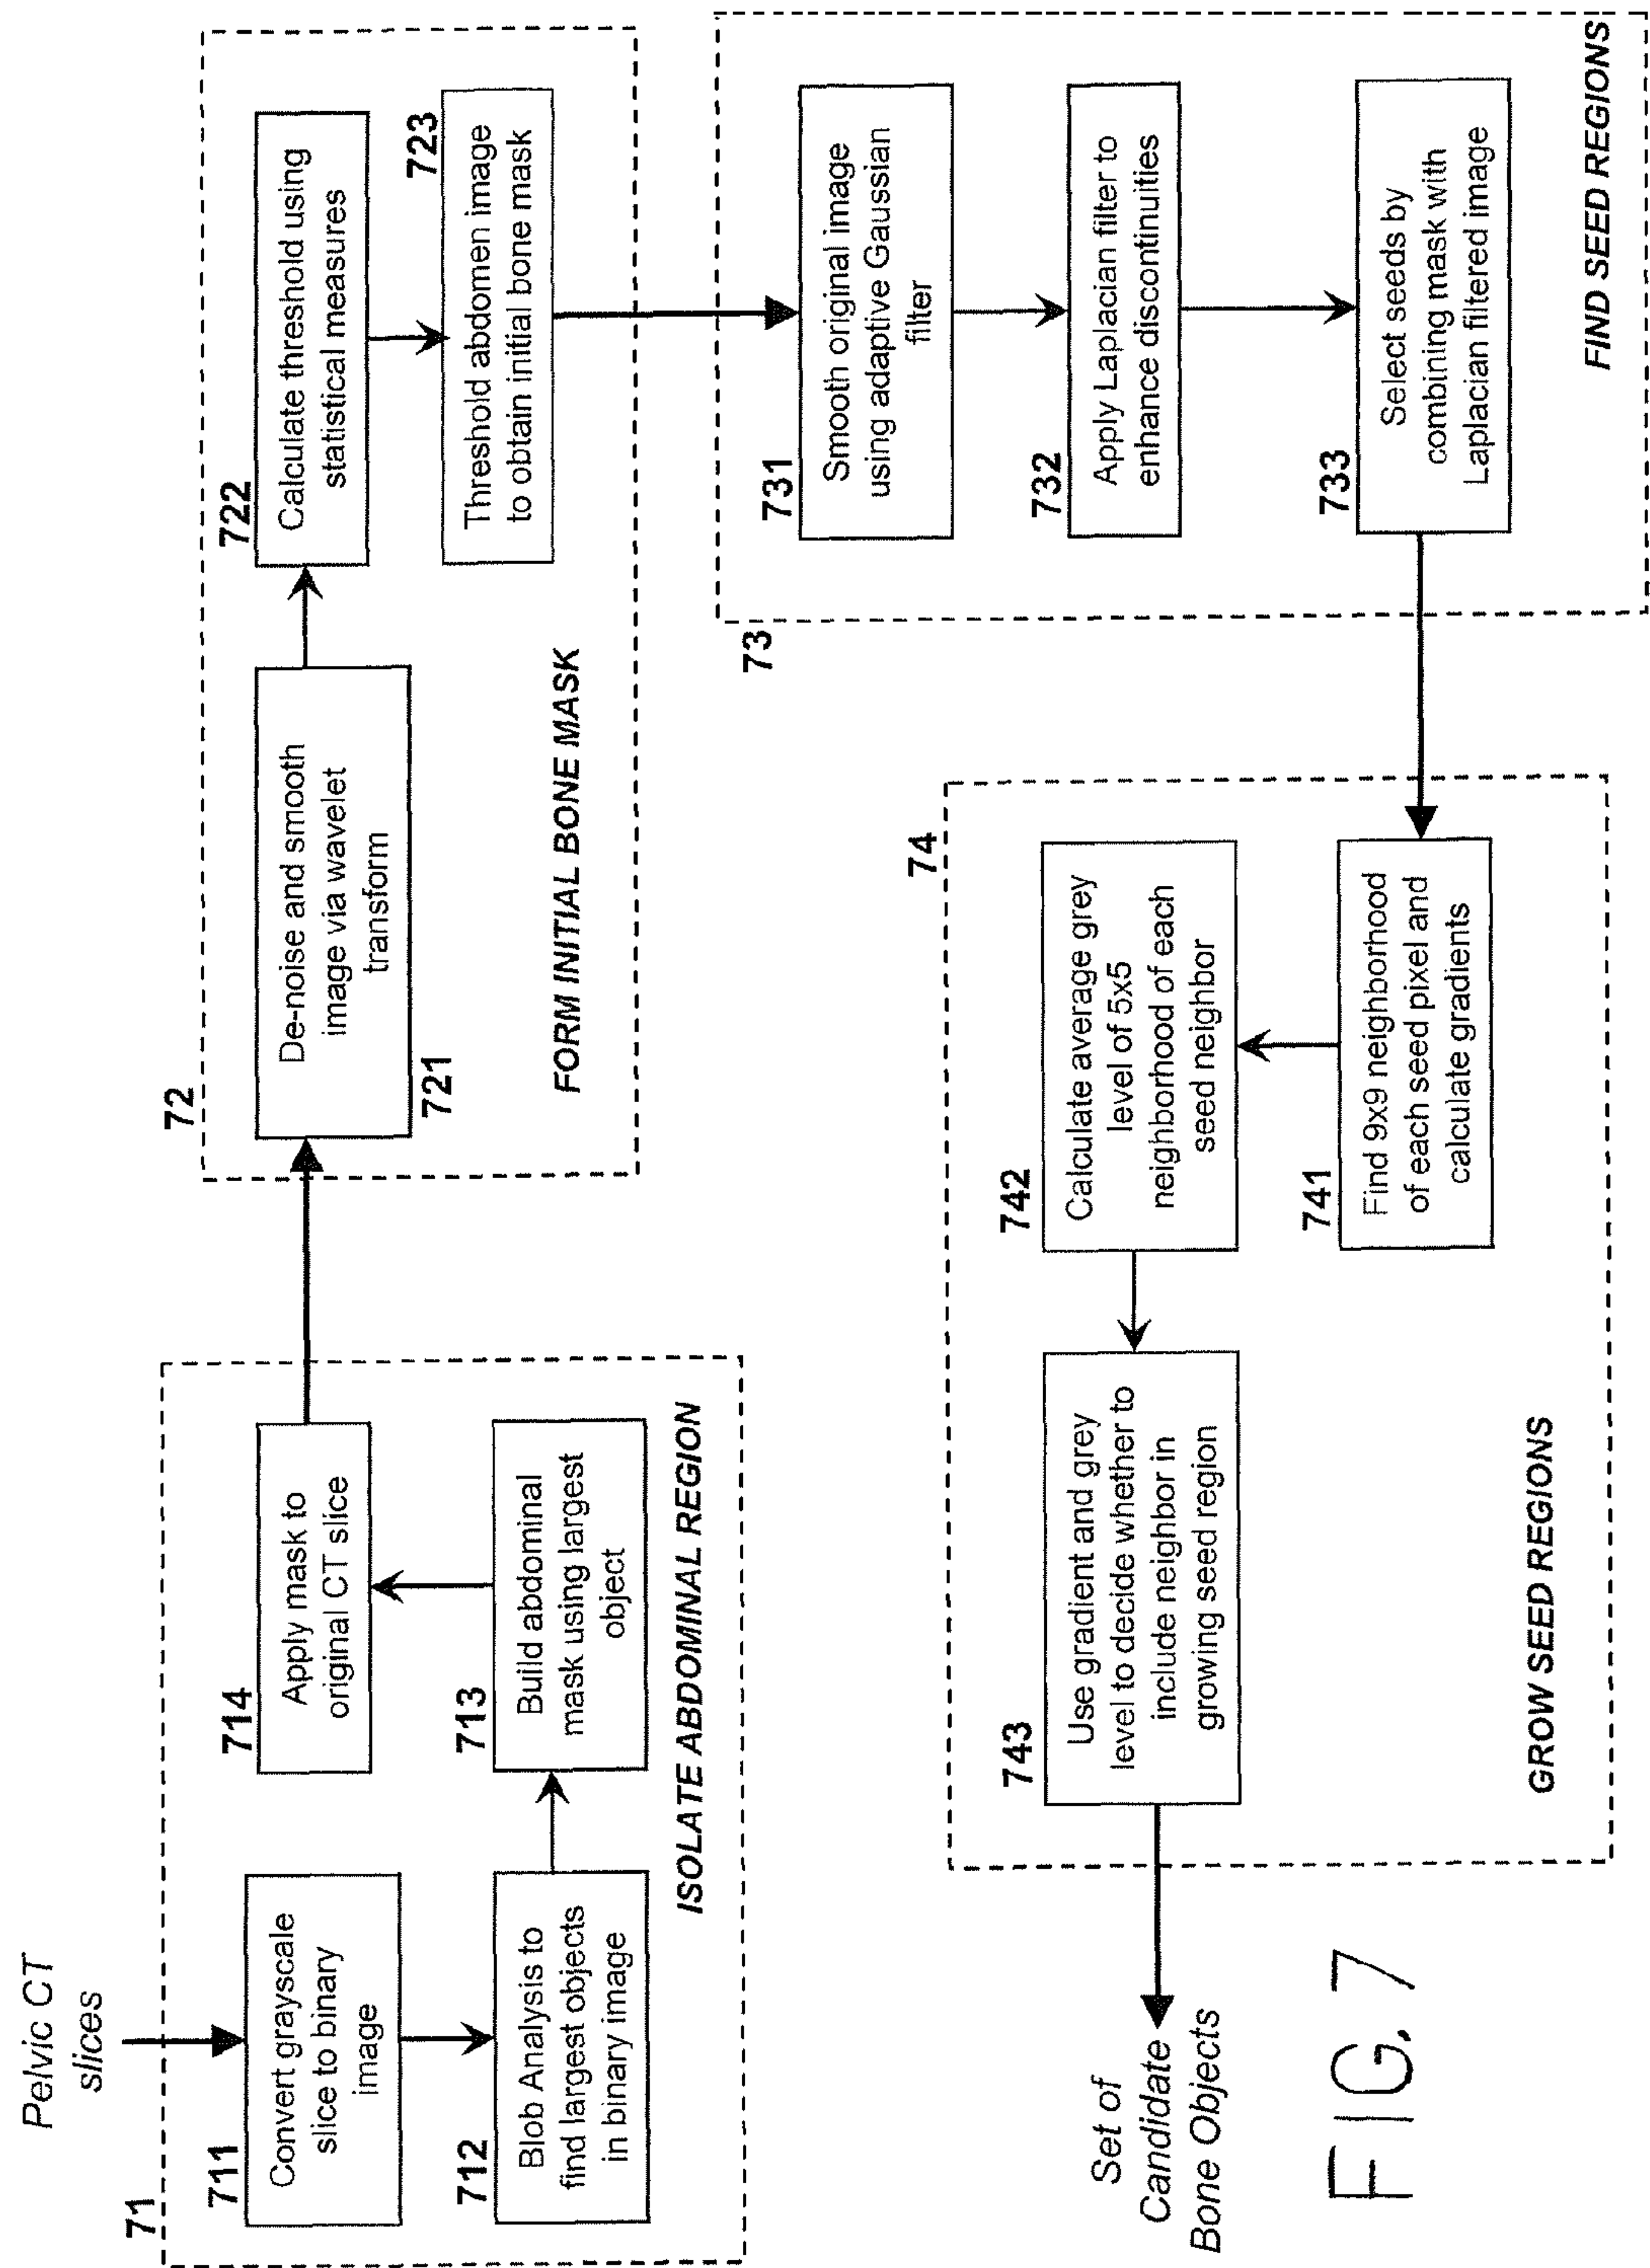 Pelvic CT
slices
71
711
Convert grayscale
slice to binary
image
712
Blob Analysis to
find largest objects
in binary image
713
Build abdominal
mask using largest
object
714
Apply mask to
original CT slice
ISOLATE ABDOMINAL REGION
72
721
De-noise and smooth
image via wavelet
transform
722
Calculate threshold using
statistical measures
723
Threshold abdomen image
to obtain initial bone mask
FORM INITIAL BONE MASK
73
731
Smooth original image
using adaptive Gaussian
filter
732
Apply Laplacian filter to
enhance discontinuities
733
Select seeds by
combining mask with
Laplacian filtered image
FIND SEED REGIONS
74
741
Find 9x9 neighborhood
of each seed pixel and
calculate gradients
742
Calculate average grey
level of 5x5
neighborhood of each
seed neighbor
743
Use gradient and grey
level to decide whether to
include neighbor in
growing seed region
GROW SEED REGIONS
Set of
Candidate
Bone Objects
FIG. 7